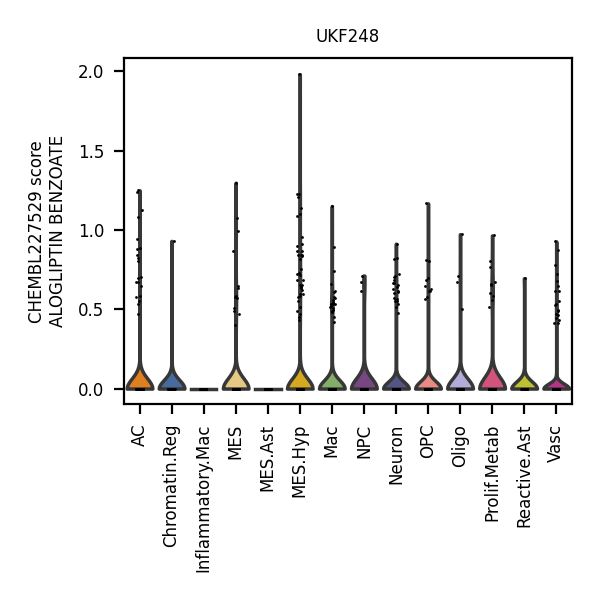 UKF248
CHEMBL227529 score
ALOGLIPTIN BENZOATE
2.0
1.5
1.0
0.5
0.0
AC
Chromatin.Reg
Inflammatory.Mac
MES
MES.Ast
MES.Hyp
Mac
NPC
Neuron
OPC
Oligo
Prolif.Metab
Reactive.Ast
Vasc